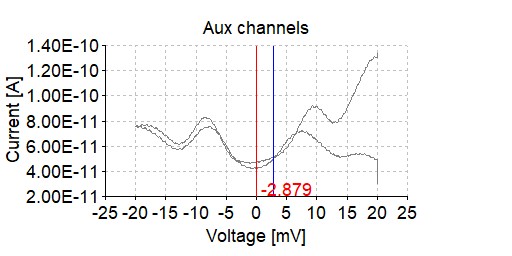 Aux channels
1.40E-10
1.20E-10
1.00E-10
8.00E-11
6.00E-11
4.00E-11
2.00E-11
Current [A]
-2.879
-25 -20 -15 -10 -5 0 5 10 15 20 25
Voltage [mV]